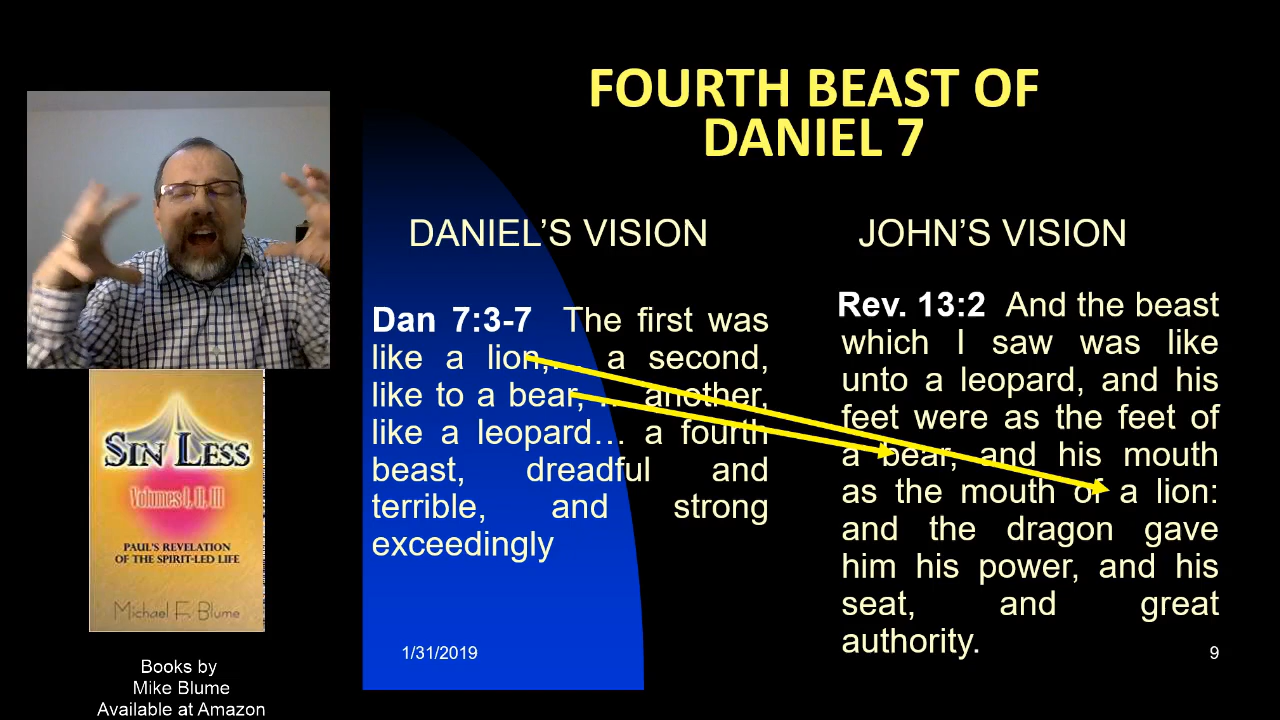 FOURTH BEAST OF
DANIEL 7
DANIEL’S VISION
Dan 7:3-7 The first was
like a lion,… a second,
like to a bear, … another,
like a leopard… a fourth
beast, dreadful and
terrible, and strong
exceedingly
JOHN’S VISION
Rev. 13:2 And the beast
which I saw was like
unto a leopard, and his
feet were as the feet of
a bear, and his mouth
as the mouth of a lion:
and the dragon gave
him his power, and his
seat, and great
authority.
1/31/2019
9
SIN LESS
Volumes I, II, III
PAUL'S REVELATION
OF THE SPIRIT-LED LIFE
Michael F. Blume
Books by
Mike Blume
Available at Amazon